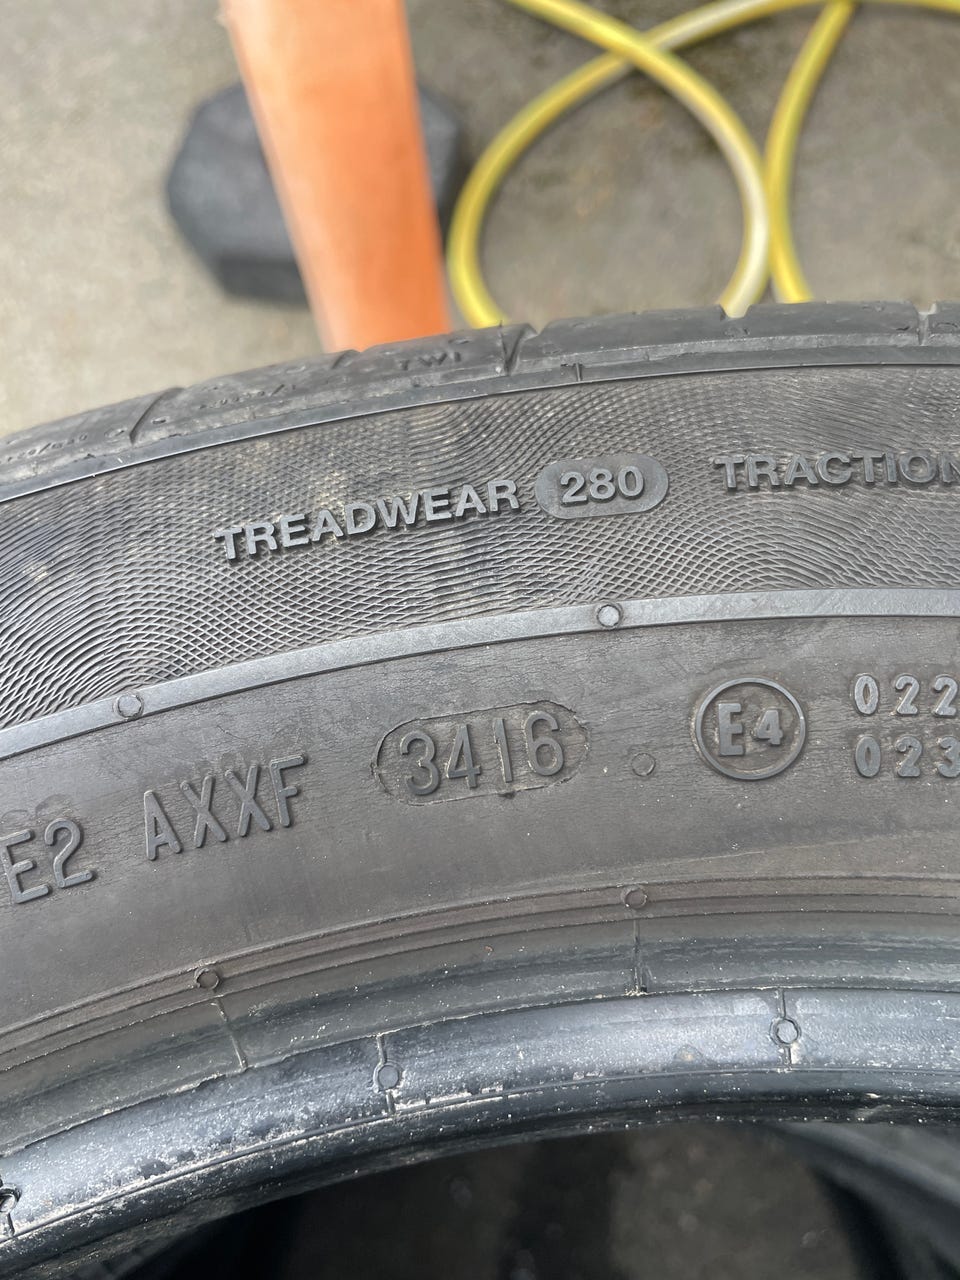 TWI
TREADWEAR 280 TRACTION
E2 AXXF 3416 E4 022
023